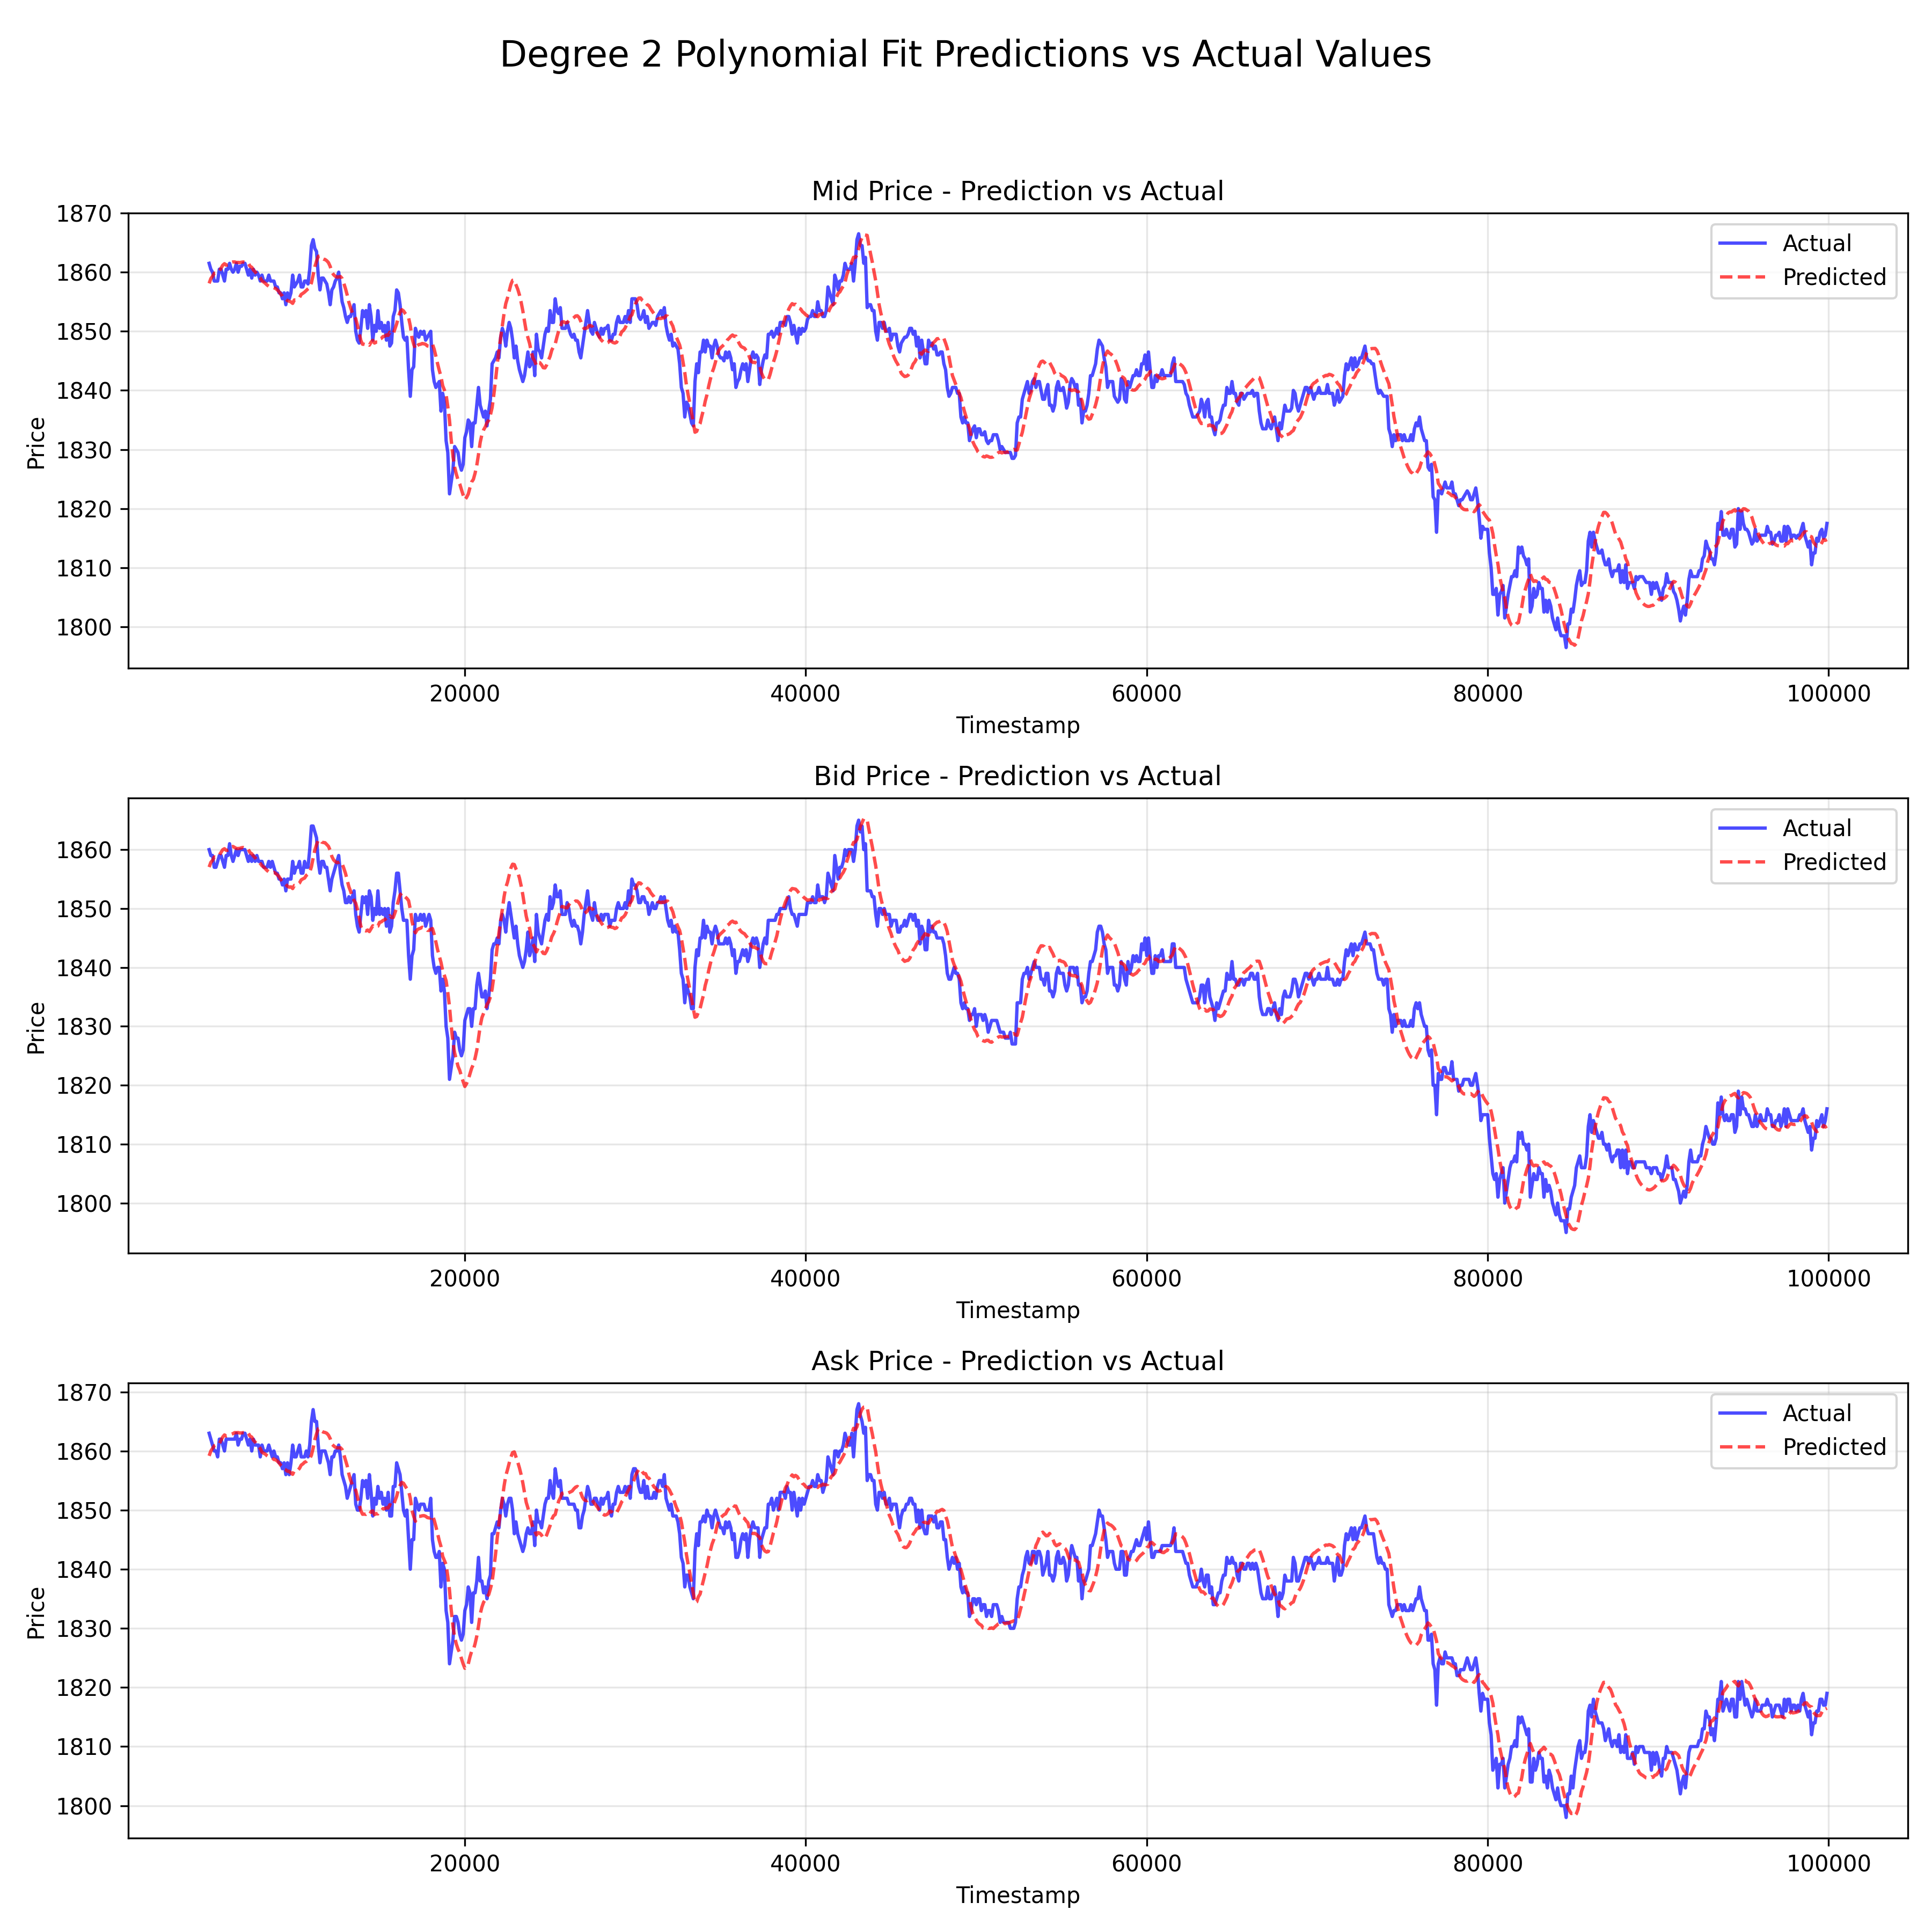 Degree 2 Polynomial Fit Predictions vs Actual Values
Mid Price - Prediction vs Actual
1870
1860
1850
1840
1830
1820
1810
1800
Price
Actual
Predicted
20000 40000 60000 80000 100000
Timestamp
Bid Price - Prediction vs Actual
1860
1850
1840
1830
1820
1810
1800
Price
Actual
Predicted
20000 40000 60000 80000 100000
Timestamp
Ask Price - Prediction vs Actual
1870
1860
1850
1840
1830
1820
1810
1800
Price
Actual
Predicted
20000 40000 60000 80000 100000
Timestamp